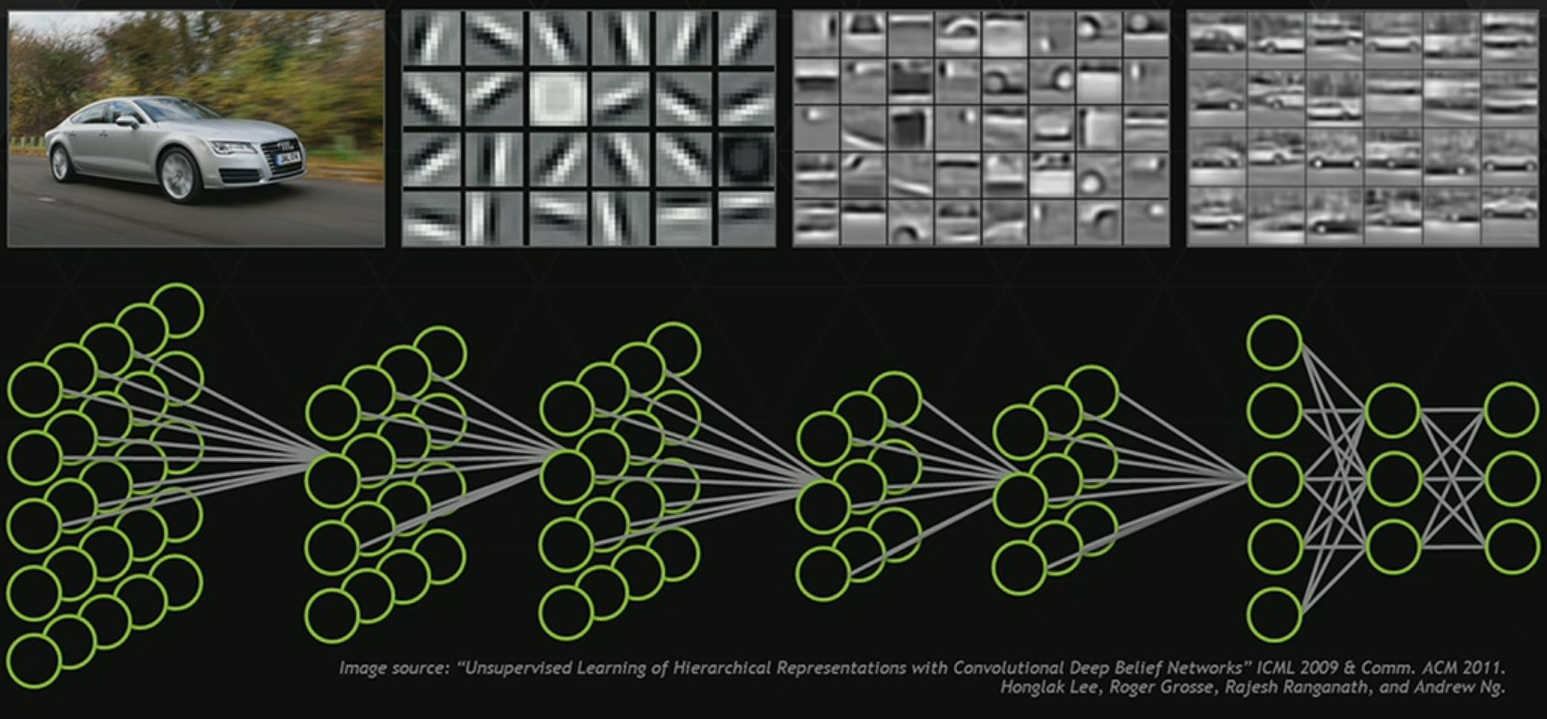 Image source: “Unsupervised Learning of Hierarchical Representations with Convolutional Deep Belief Networks” ICML 2009 & Comm. ACM 2011.
Honglak Lee, Roger Grosse, Rajesh Ranganath, and Andrew Ng.